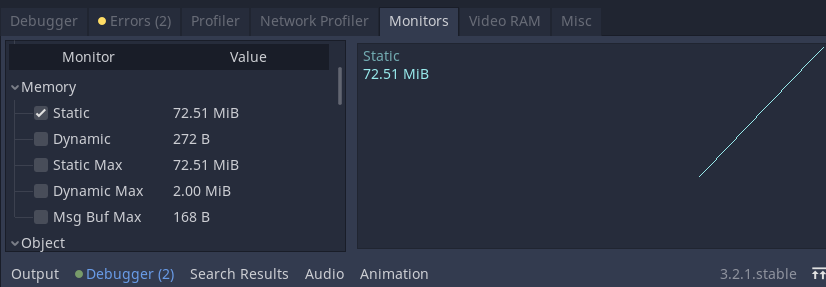 Debugger Errors (2) Profiler Network Profiler Monitors Video RAM Misc
Monitor Value
Memory
Static 72.51 MiB
Dynamic 272 B
Static Max 72.51 MiB
Dynamic Max 2.00 MiB
Msg Buf Max 168 B
Object
Static
72.51 MiB
Output Debugger (2) Search Results Audio Animation 3.2.1.stable